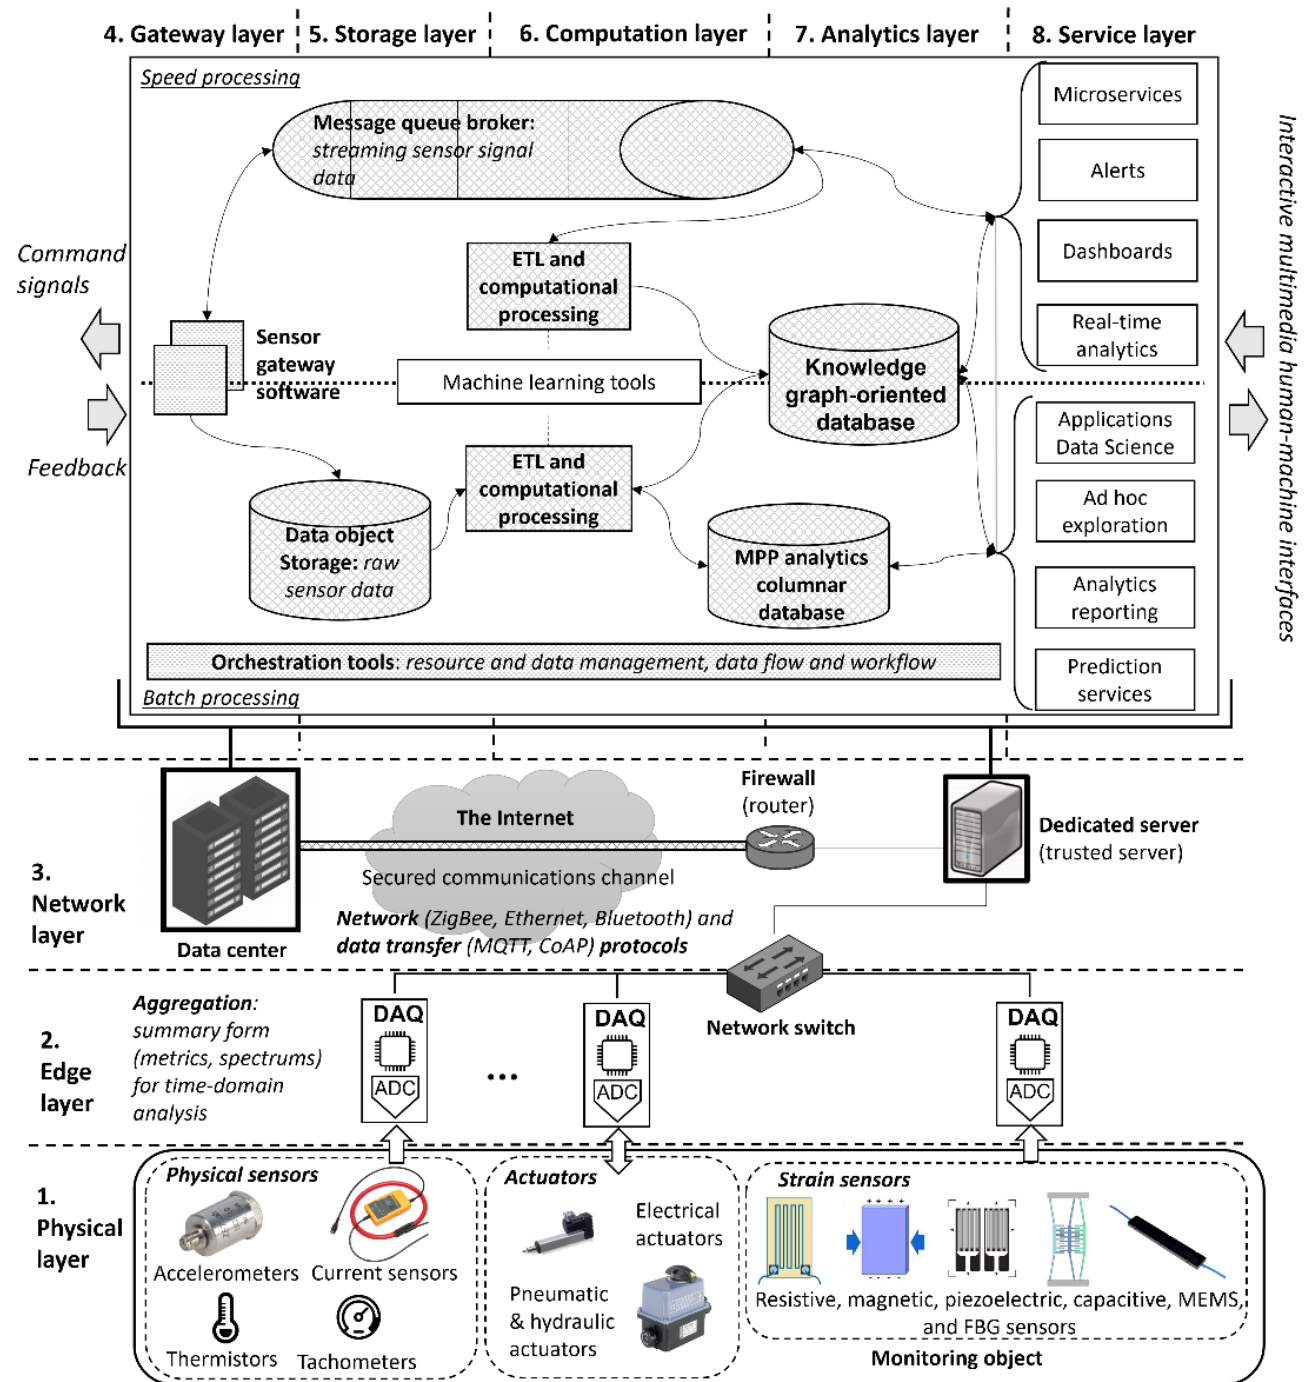 4. Gateway layer
5. Storage layer
6. Computation layer
7. Analytics layer
8. Service layer
Speed processing
Message queue broker:
streaming sensor signal
data
Microservices
Alerts
Dashboards
Real-time
analytics
Command
signals
ETL and
computational
processing
Sensor
gateway
software
Machine learning tools
Knowledge
graph-oriented
database
Feedback
ETL and
computational
processing
Data object
Storage: raw
sensor data
MPP analytics
columnar
database
Applications
Data Science
Ad hoc
exploration
Analytics
reporting
Prediction
services
Interactive multimedia human-machine interfaces
Orchestration tools: resource and data management, data flow and workflow
Batch processing
3.
Network
layer
Data center
The Internet
Secured communications channel
Network (ZigBee, Ethernet, Bluetooth) and
data transfer (MQTT, CoAP) protocols
Firewall
(router)
Dedicated server
(trusted server)
Network switch
2.
Edge
layer
Aggregation:
summary form
(metrics, spectrums)
for time-domain
analysis
DAQ
ADC
...
DAQ
ADC
DAQ
ADC
1.
Physical
layer
Physical sensors
Accelerometers
Current sensors
Thermistors
Tachometers
Actuators
Electrical
actuators
Pneumatic
& hydraulic
actuators
Strain sensors
++++
----
Resistive, magnetic, piezoelectric, capacitive, MEMS,
and FBG sensors
Monitoring object